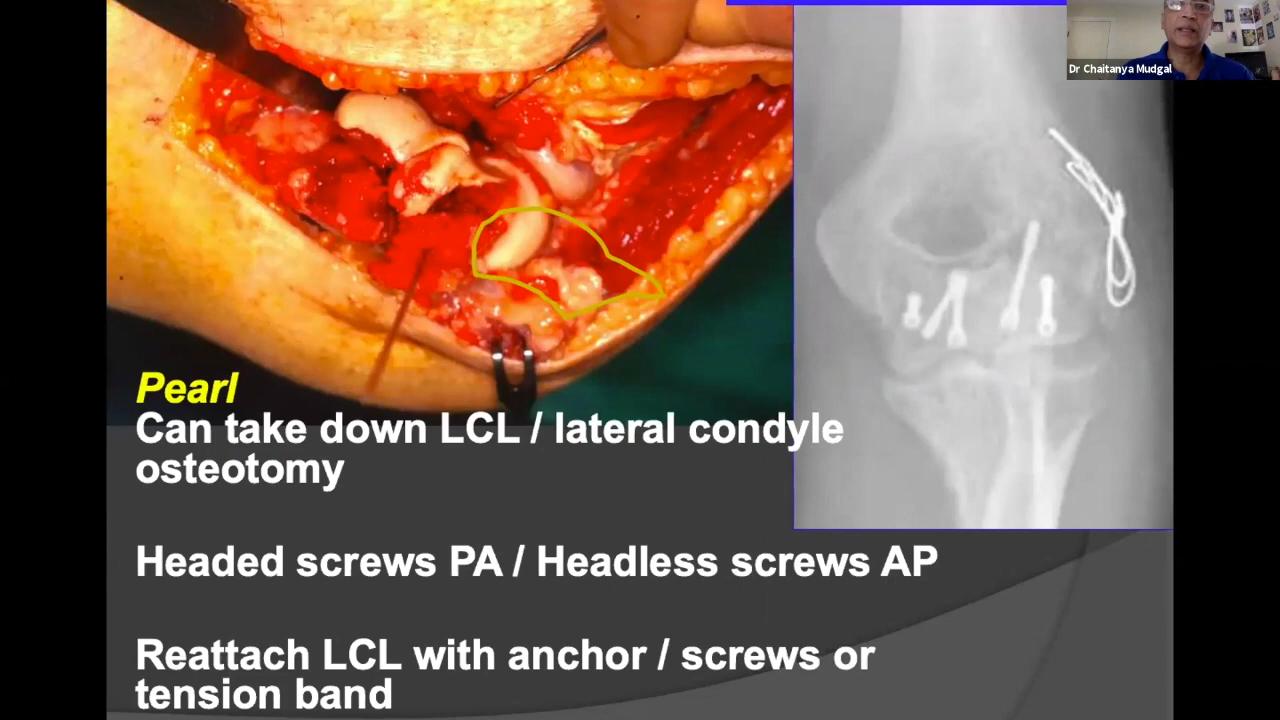 Dr Chaitanya Mudgal
Pearl
Can take down LCL / lateral condyle
osteotomy
Headed screws PA / Headless screws AP
Reattach LCL with anchor / screws or
tension band